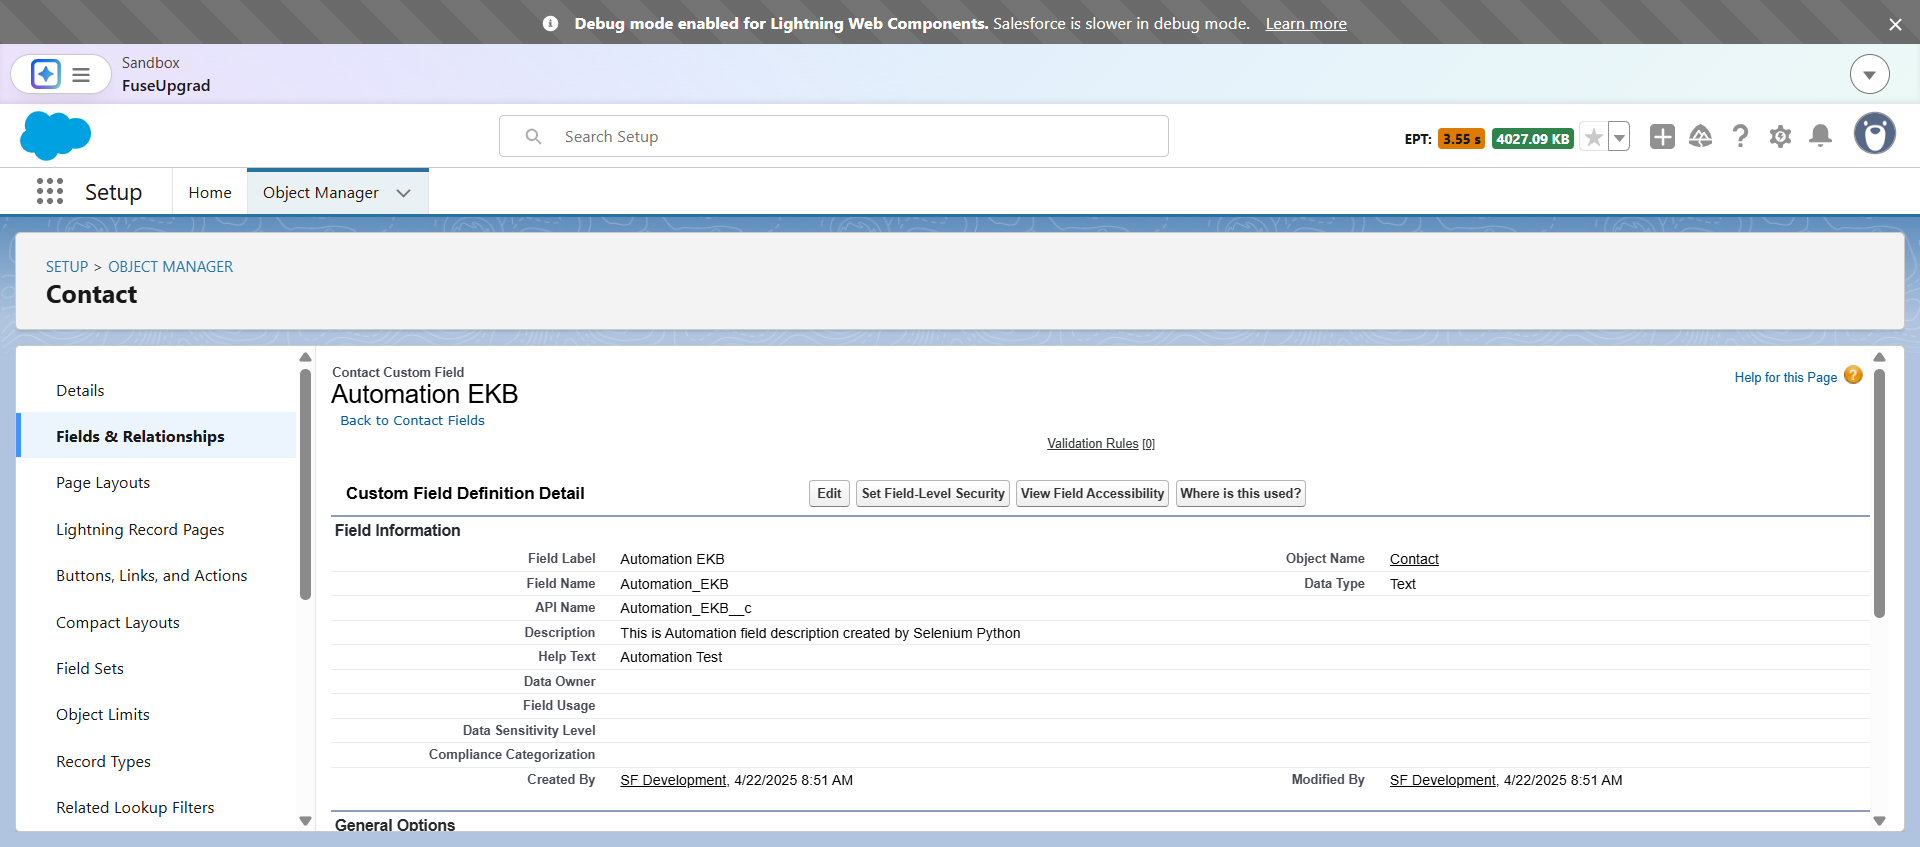 Debug mode enabled for Lightning Web Components. Salesforce is slower in debug mode. Learn more
Sandbox
FuseUpgrad
Search Setup
EPT: 3.55 s 4027.09 KB
Setup Home Object Manager
SETUP > OBJECT MANAGER
Contact
Details
Fields & Relationships
Page Layouts
Lightning Record Pages
Buttons, Links, and Actions
Compact Layouts
Field Sets
Object Limits
Record Types
Related Lookup Filters
Contact Custom Field
Automation EKB
Back to Contact Fields
Help for this Page ?
Validation Rules [0]
Custom Field Definition Detail Edit Set Field-Level Security View Field Accessibility Where is this used?
Field Information
Field Label Automation EKB Object Name Contact
Field Name Automation_EKB Data Type Text
API Name Automation_EKB__c
Description This is Automation field description created by Selenium Python
Help Text Automation Test
Data Owner
Field Usage
Data Sensitivity Level
Compliance Categorization
Created By SF Development, 4/22/2025 8:51 AM Modified By SF Development, 4/22/2025 8:51 AM
General Options